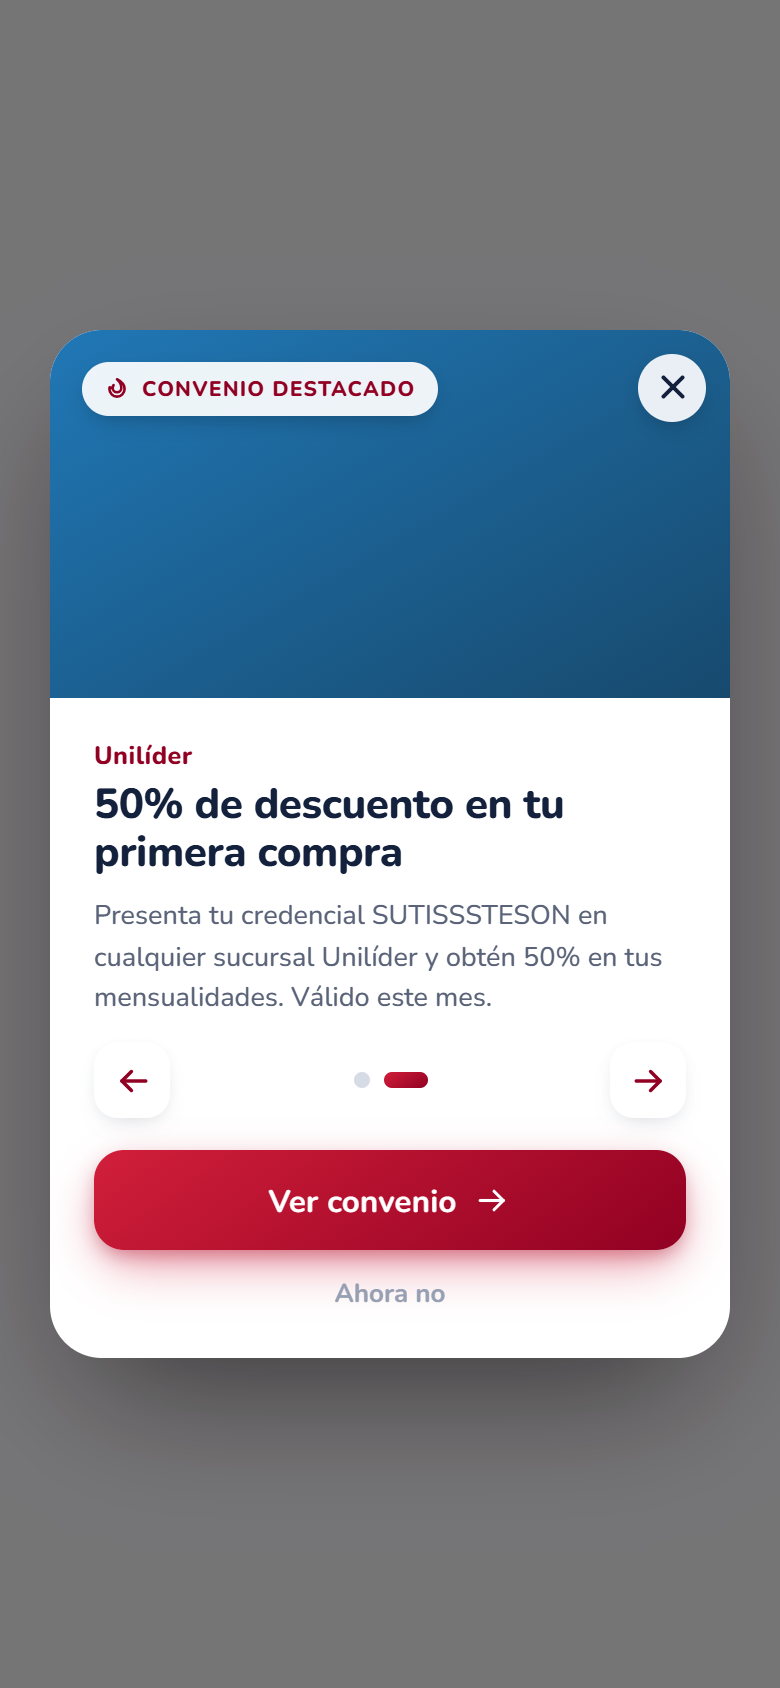 CONVENIO DESTACADO
Unilíder
50% de descuento en tu
primera compra
Presenta tu credencial SUTISSSTESON en
cualquier sucursal Unilíder y obtén 50% en tus
mensualidades. Válido este mes.
Ver convenio
Ahora no